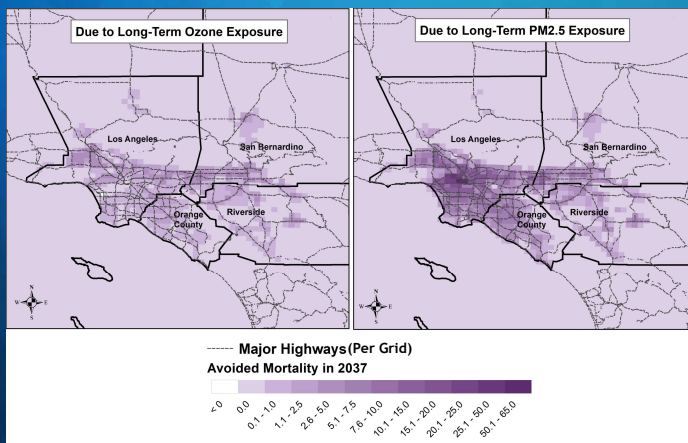 Due to Long-Term Ozone Exposure
Los Angeles
San Bernardino
Orange
County
Riverside
N
W E
S
Due to Long-Term PM2.5 Exposure
Los Angeles
San Bernardino
Orange
County
Riverside
N
W E
S
Major Highways(Per Grid)
Avoided Mortality in 2037
< 0
0.0
0.1 - 1.0
1.1 - 2.5
2.6 - 5.0
5.1 - 7.5
7.6 - 10.0
10.1 - 15.0
15.1 - 20.0
20.1 - 25.0
25.1 - 50.0
50.1 - 65.0